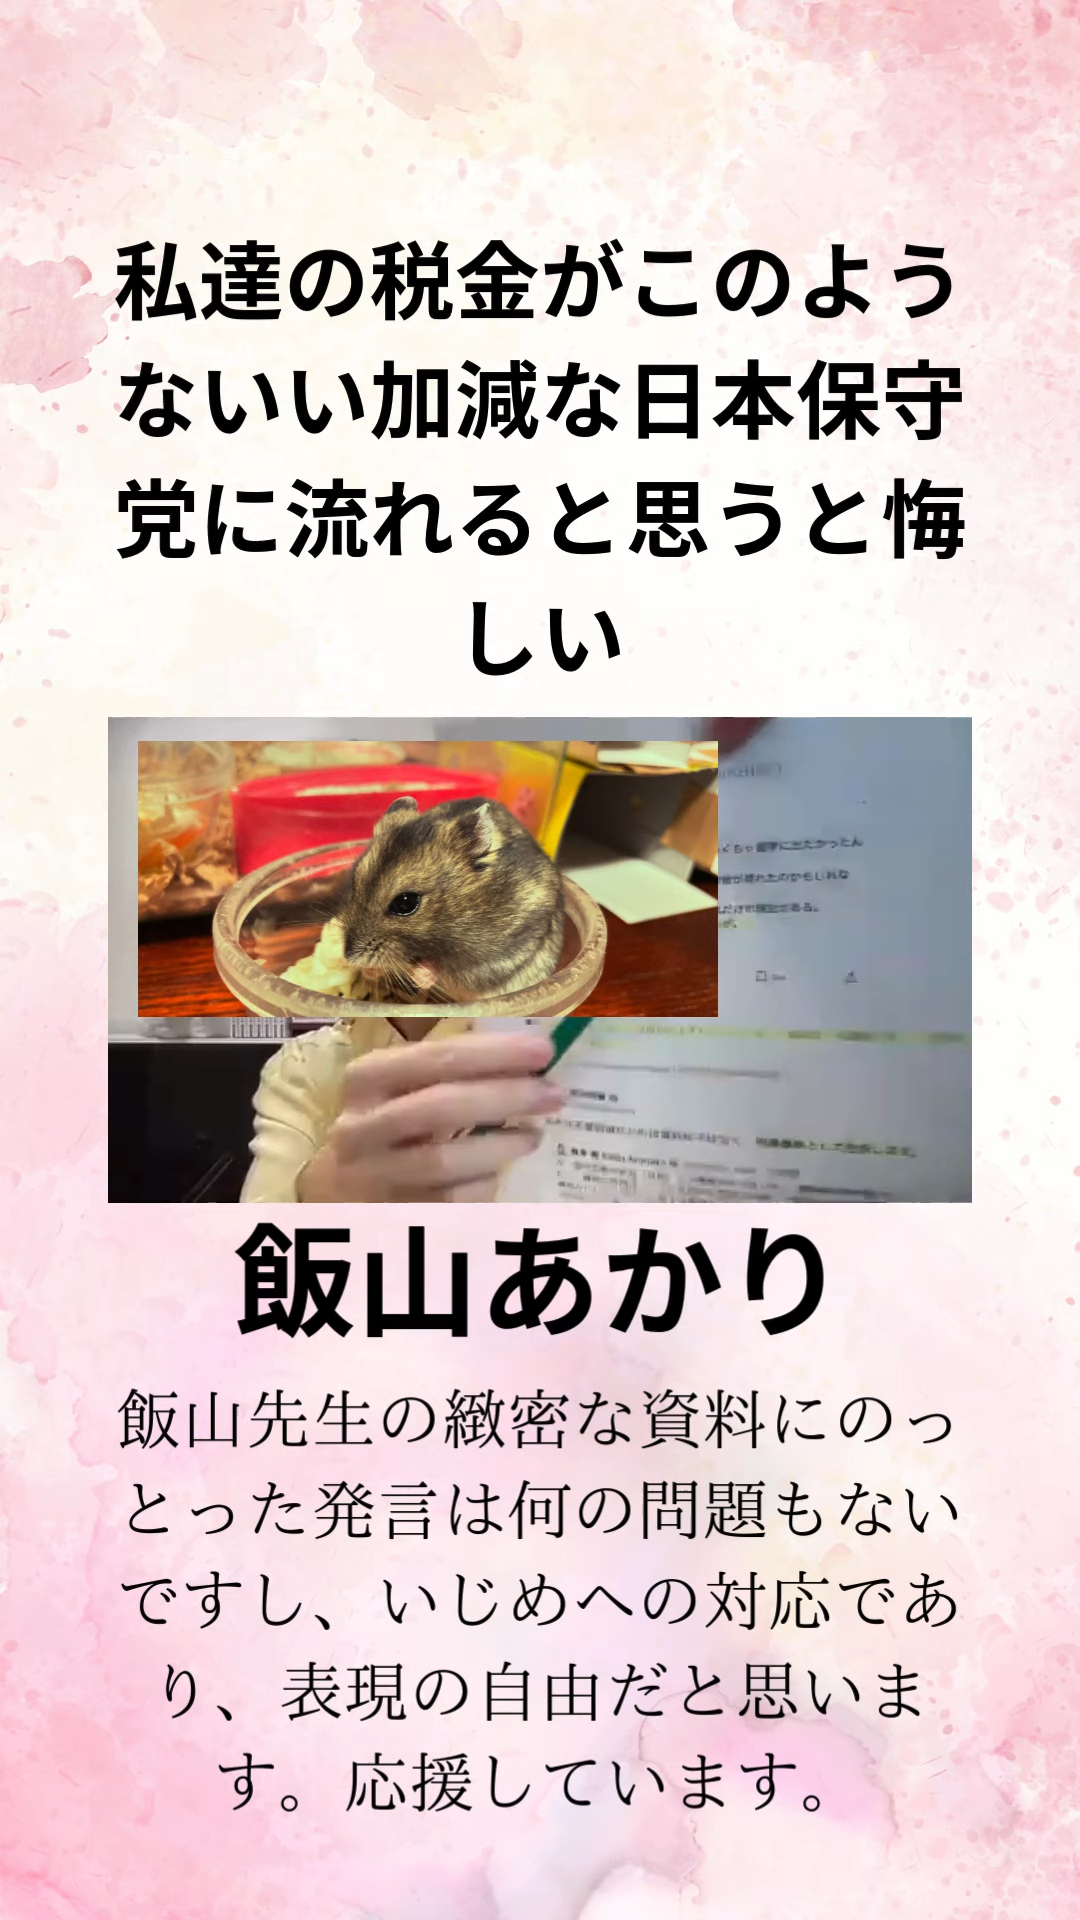 私達の税金がこのよう
ないい加減な日本保守
党に流れると思うと悔
しい
飯山あかり
飯山先生の緻密な資料にのっ
とった発言は何の問題もない
ですし、いじめへの対応であ
り、表現の自由だと思いま
す。応援しています。